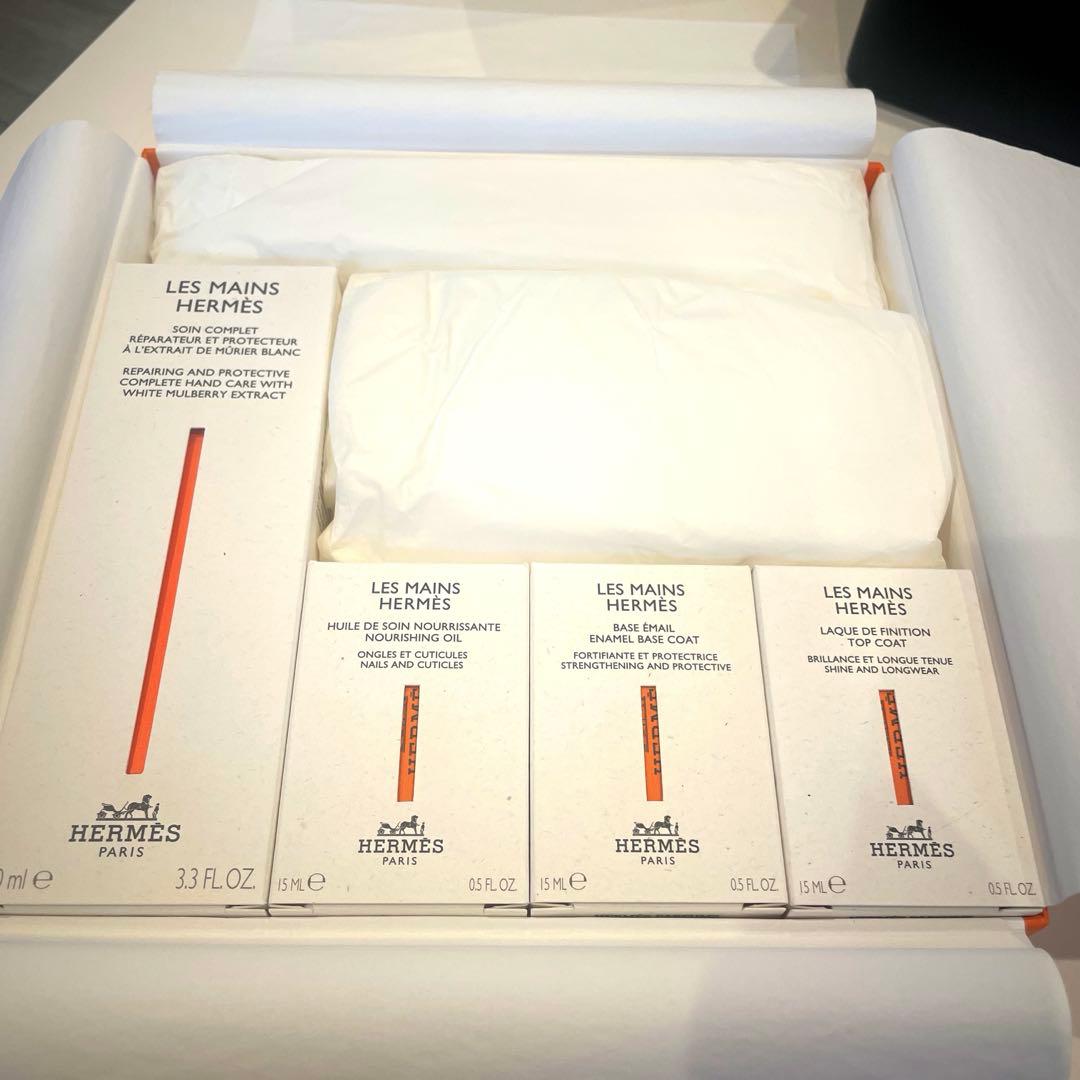 LES MAINS
HERMÈS
SOIN COMPLET
RÉPARATEUR ET PROTECTEUR
À L'EXTRAIT DE MÛRIER BLANC
REPAIRING AND PROTECTIVE
COMPLETE HAND CARE WITH
WHITE MULBERRY EXTRACT
HERMÈS
PARIS
0 ml e
3.3 FL.OZ.
LES MAINS
HERMÈS
HUILE DE SOIN NOURRISSANTE
NOURISHING OIL
ONGLES ET CUTICULES
NAILS AND CUTICLES
HERMÈS
HERMÈS
PARIS
15 ML e
0.5 FL OZ
LES MAINS
HERMÈS
BASE ÉMAIL
ENAMEL BASE COAT
FORTIFIANTE ET PROTECTRICE
STRENGTHENING AND PROTECTIVE
HERMÈS
HERMÈS
PARIS
15 ML e
0.5 FL OZ
LES MAINS
HERMÈS
LAQUE DE FINITION
TOP COAT
BRILLANCE ET LONGUE TENUE
SHINE AND LONGWEAR
HERMÈS
HERMÈS
PARIS
15 ML e
0.5 FL OZ